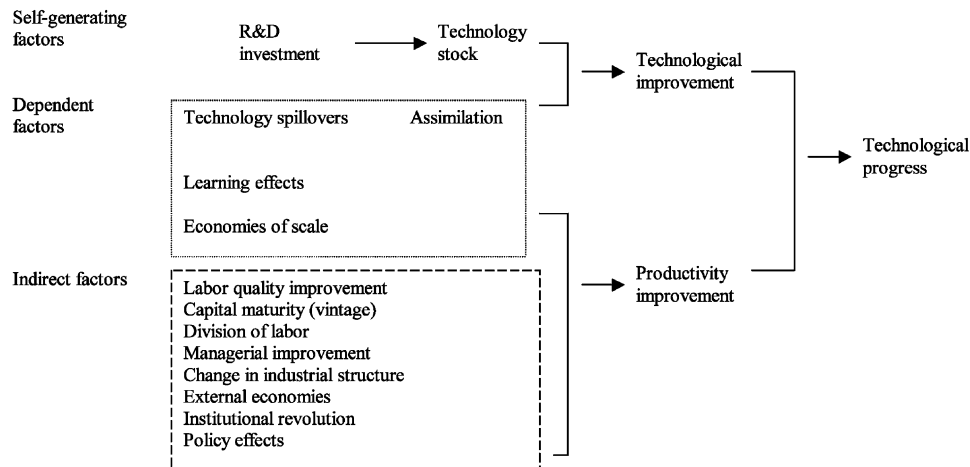 Self-generating
factors
R&D
investment
Technology
stock
Technological
improvement
Dependent
factors
Technology spillovers
Assimilation
Technological
progress
Learning effects
Economies of scale
Indirect factors
Productivity
improvement
Labor quality improvement
Capital maturity (vintage)
Division of labor
Managerial improvement
Change in industrial structure
External economies
Institutional revolution
Policy effects